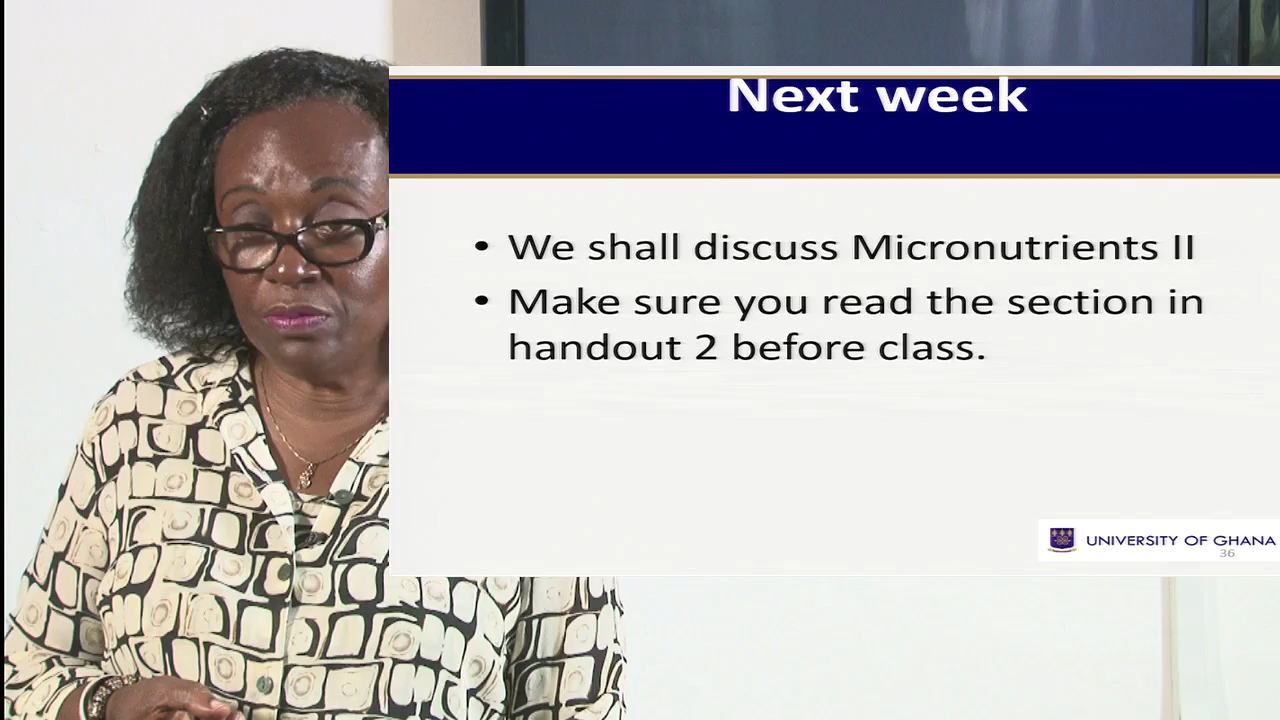 Next week
• We shall discuss Micronutrients II
• Make sure you read the section in
handout 2 before class.
UNIVERSITY OF GHANA
36